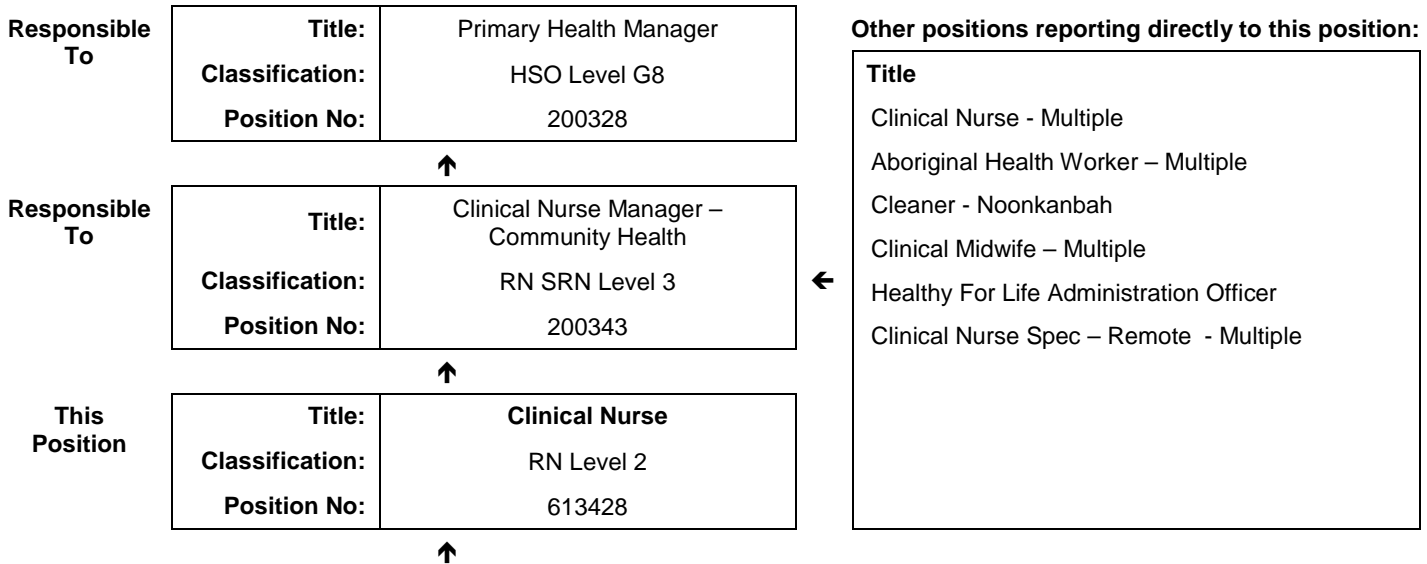 Responsible To
Title: Primary Health Manager
Classification: HSO Level G8
Position No: 200328
🡩
Responsible To
Title: Clinical Nurse Manager – Community Health
Classification: RN SRN Level 3
Position No: 200343
🡩
This Position
Title: Clinical Nurse
Classification: RN Level 2
Position No: 613428
🡩
Other positions reporting directly to this position:
Title
Clinical Nurse - Multiple
Aboriginal Health Worker – Multiple
Cleaner - Noonkanbah
Clinical Midwife – Multiple
Healthy For Life Administration Officer
Clinical Nurse Spec – Remote - Multiple
🡨